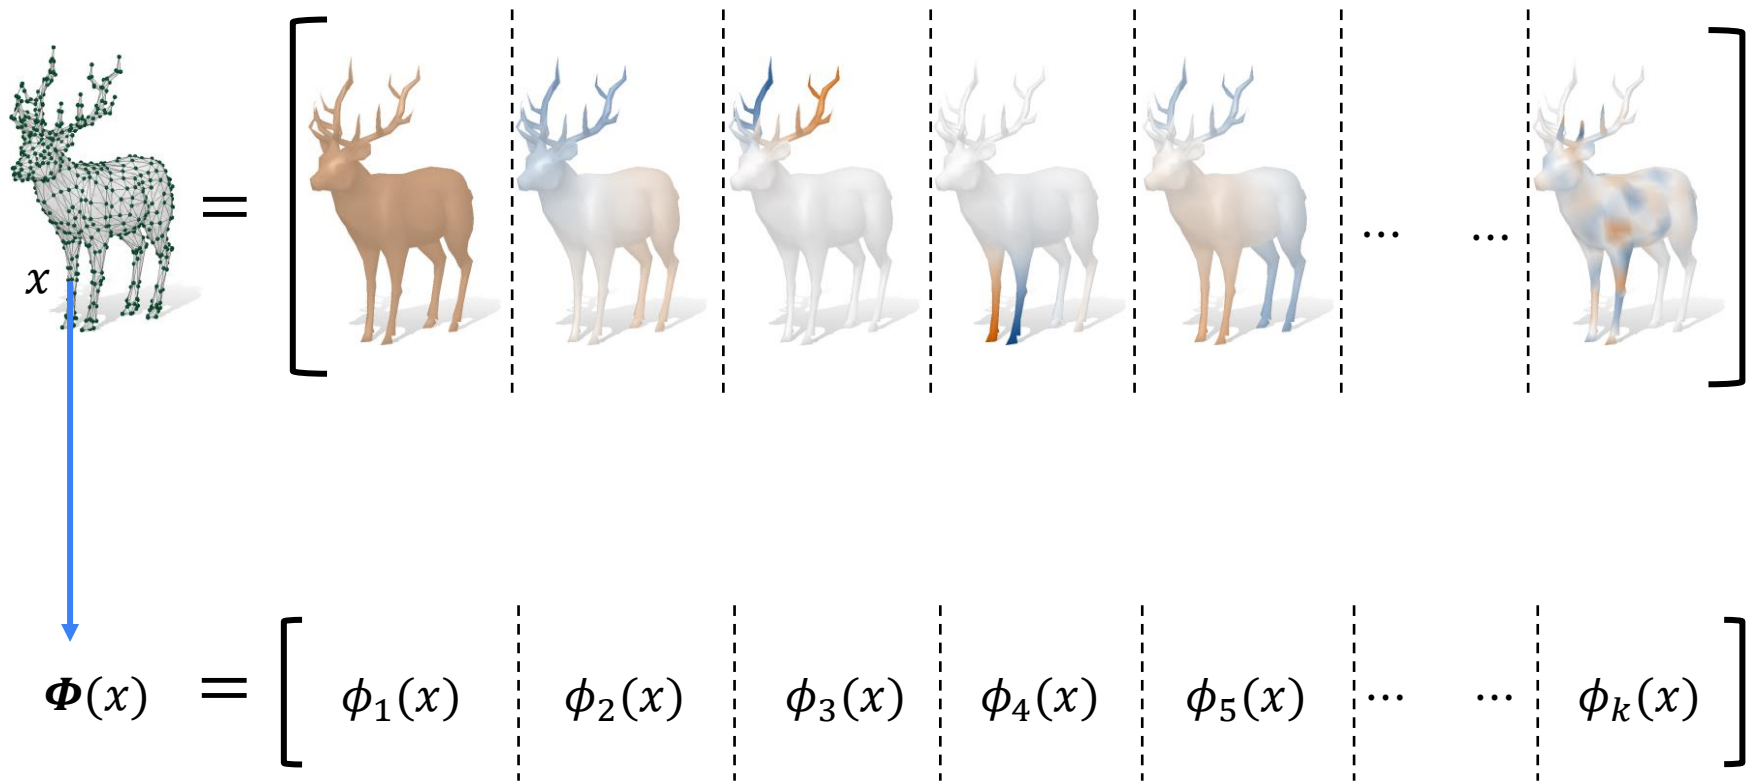 =
… …
x
Φ(x) = [ ϕ₁(x) ϕ₂(x) ϕ₃(x) ϕ₄(x) ϕ₅(x) … … ϕₖ(x) ]